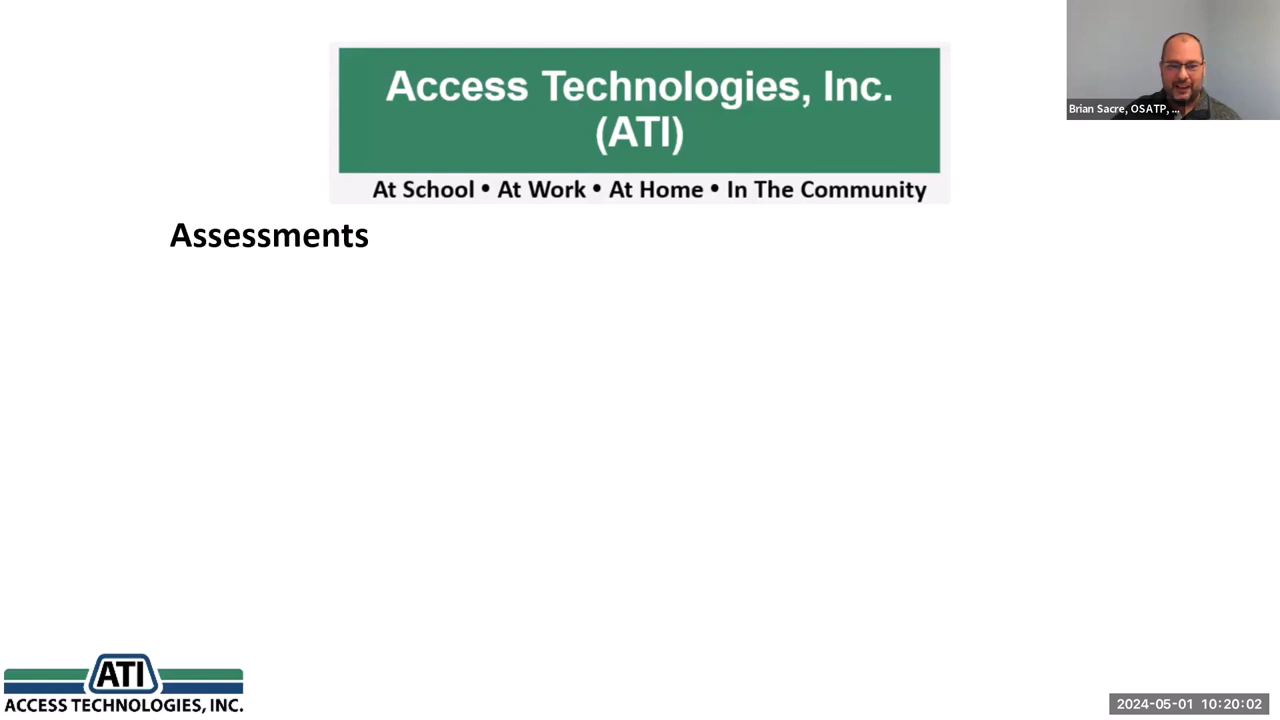 Access Technologies, Inc.
(ATI)
At School • At Work • At Home • In The Community
Brian Sacre, OSATP, ...
Assessments
ATI
ACCESS TECHNOLOGIES, INC.
2024-05-01 10:20:02